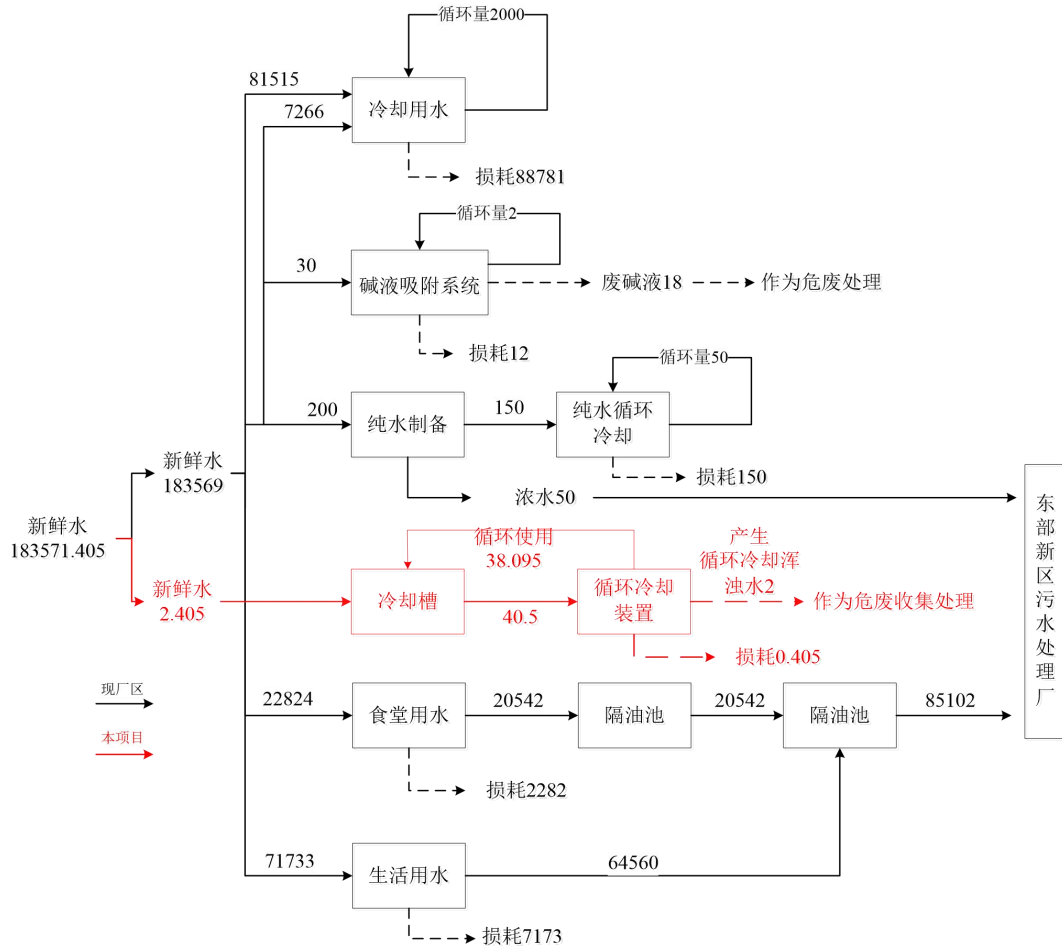 循环量2000
81515
冷却用水
7266
损耗88781
循环量2
30
碱液吸附系统
废碱液18
作为危废处理
损耗12
循环量50
200
纯水制备
150
纯水循环
冷却
损耗150
新鲜水
183569
浓水50
新鲜水
183571.405
循环使用
38.095
产生
循环冷却浑
浊水2
新鲜水
2.405
冷却槽
40.5
循环冷却
装置
作为危废收集处理
损耗0.405
东部新区污水处理厂
现厂区
本项目
22824
食堂用水
20542
隔油池
20542
隔油池
85102
损耗2282
71733
生活用水
64560
损耗7173